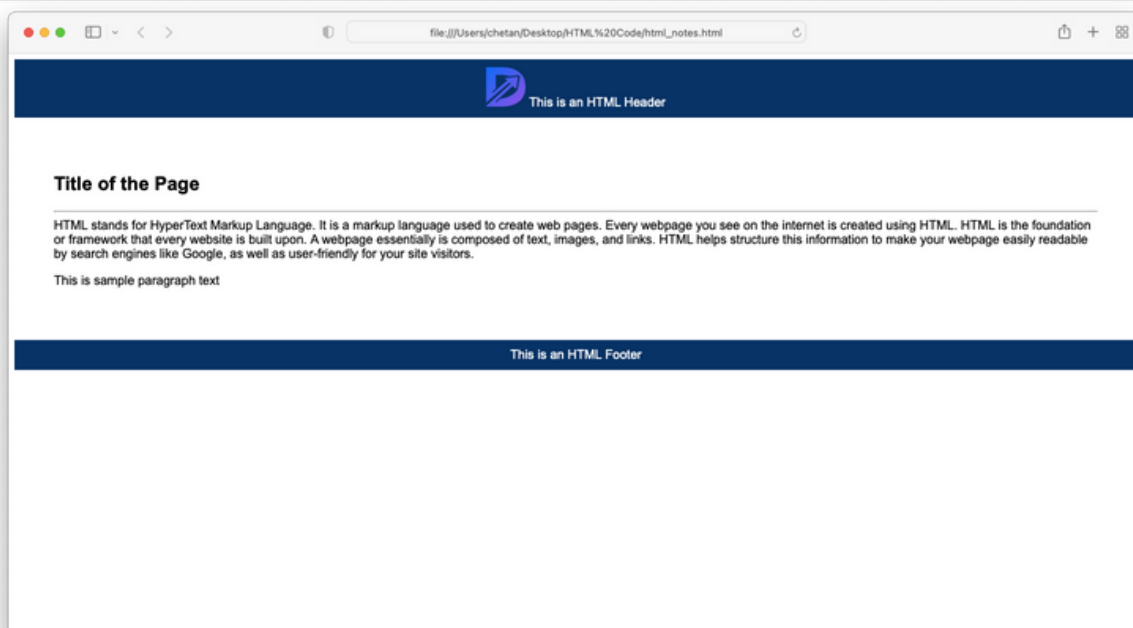 file:///Users/chetan/Desktop/HTML%20Code/html_notes.html
This is an HTML Header
Title of the Page
HTML stands for HyperText Markup Language. It is a markup language used to create web pages. Every webpage you see on the internet is created using HTML. HTML is the foundation
or framework that every website is built upon. A webpage essentially is composed of text, images, and links. HTML helps structure this information to make your webpage easily readable
by search engines like Google, as well as user-friendly for your site visitors.
This is sample paragraph text
This is an HTML Footer